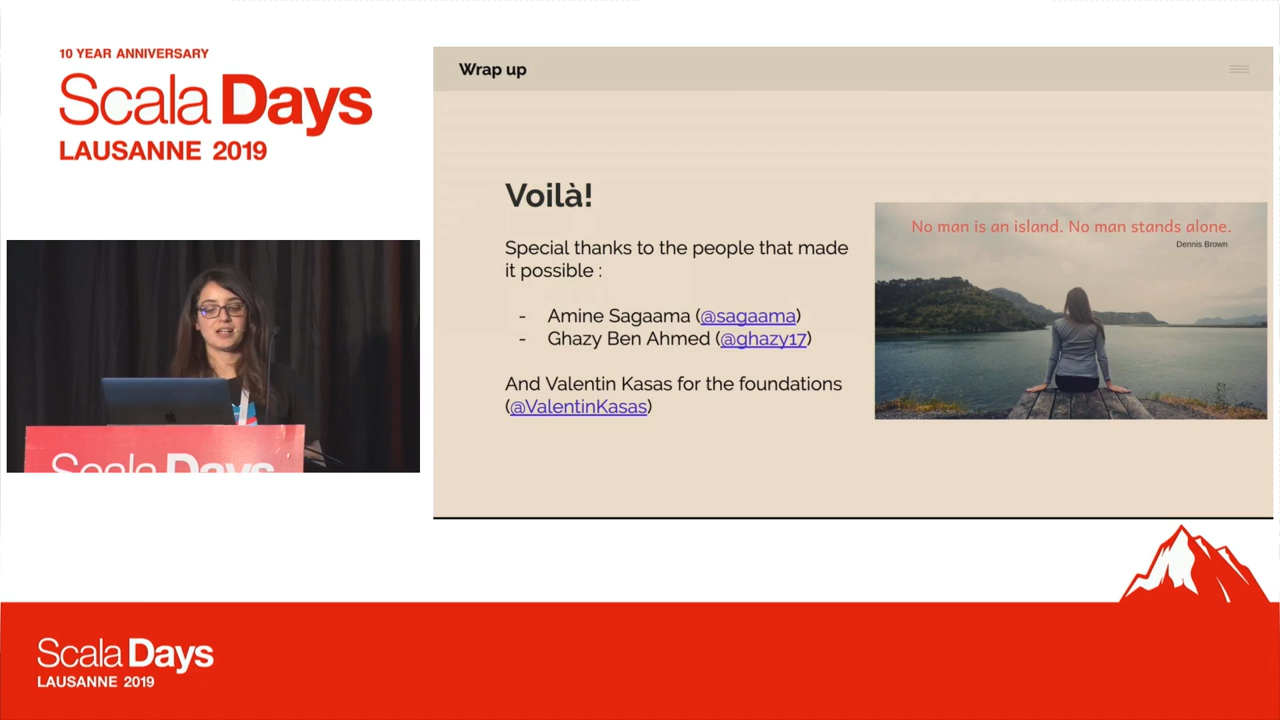 10 YEAR ANNIVERSARY
Scala Days
LAUSANNE 2019
Wrap up
Voilà!
Special thanks to the people that made
it possible :
- Amine Sagaama (@sagaama)
- Ghazy Ben Ahmed (@ghazy17)
And Valentin Kasas for the foundations
(@ValentinKasas)
No man is an island. No man stands alone.
Dennis Brown
Scala Days
Scala Days
LAUSANNE 2019